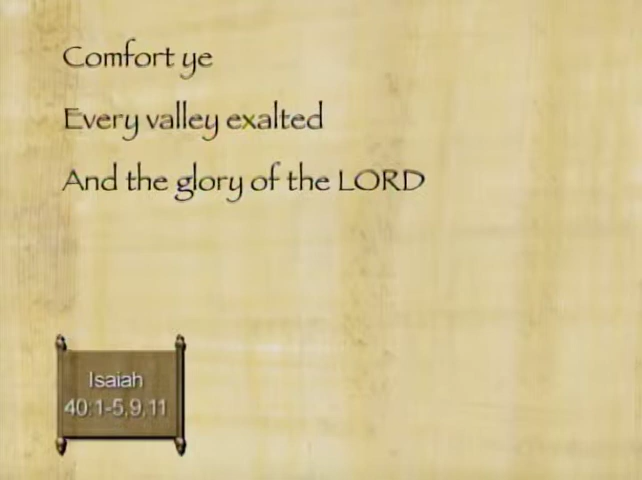 Comfort ye
Every valley exalted
And the glory of the LORD
Isaiah
40:1-5,9,11